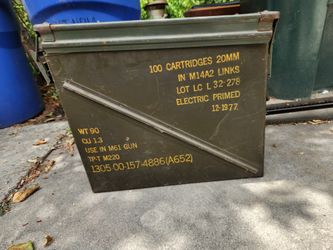 100 CARTRIDGES 20MM
IN M14A2 LINKS
LOT LC L 32-278
ELECTRIC PRIMED
12-1977
WT 90
CU 1.3
USE IN M61 GUN
TP-T M220
1305 00-157-4886 (A652)